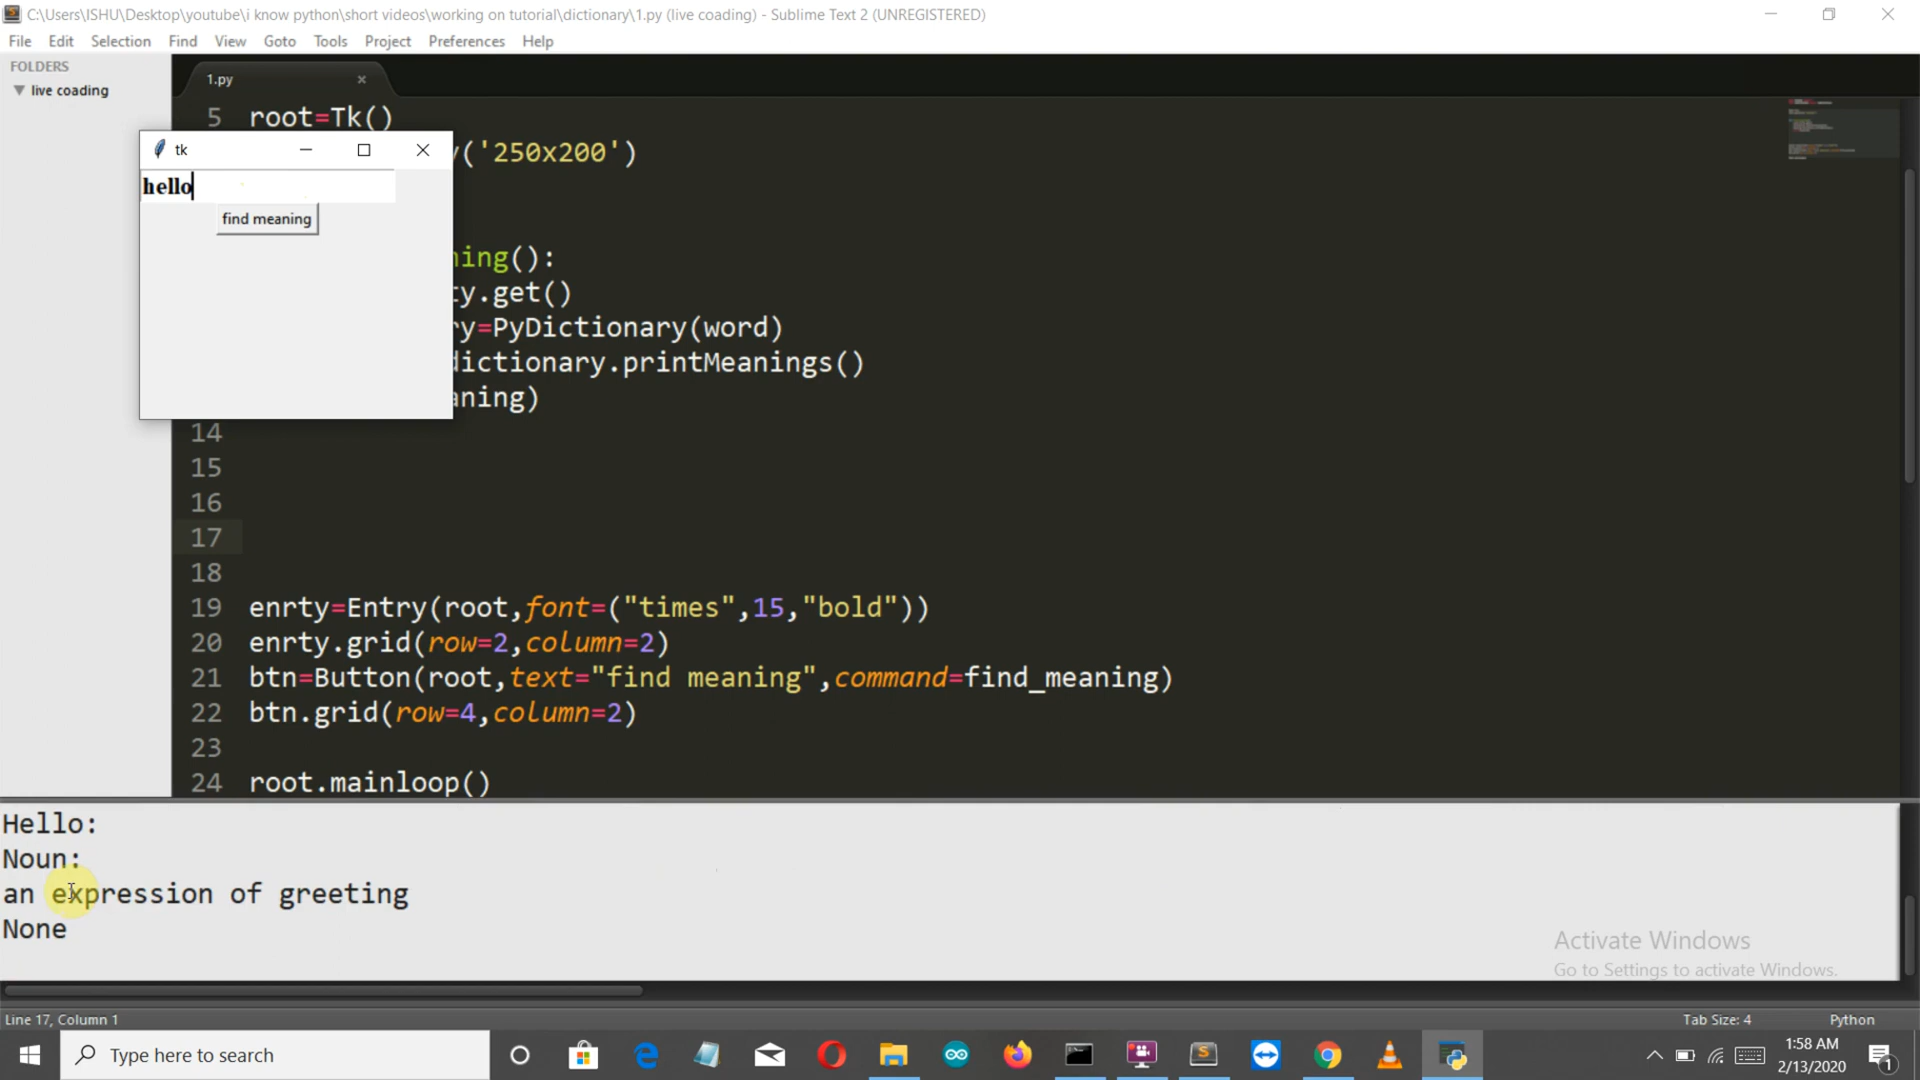 C:\Users\ISHU\Desktop\youtube\i know python\short videos\working on tutorial\dictionary\1.py (live coading) - Sublime Text 2 (UNREGISTERED)
File Edit Selection Find View Goto Tools Project Preferences Help
FOLDERS
live coading
1.py
5 root=Tk()
tk
y('250x200')
hello
find meaning
ning():
ty.get()
ry=PyDictionary(word)
dictionary.printMeanings()
aning)
14
15
16
17
18
19 enrty=Entry(root,font=("times",15,"bold"))
20 enrty.grid(row=2,column=2)
21 btn=Button(root,text="find meaning",command=find_meaning)
22 btn.grid(row=4,column=2)
23
24 root.mainloop()
Hello:
Noun:
an expression of greeting
None
Activate Windows
Go to Settings to activate Windows.
Line 17, Column 1
Tab Size: 4 Python
Type here to search
1:58 AM
2/13/2020
1